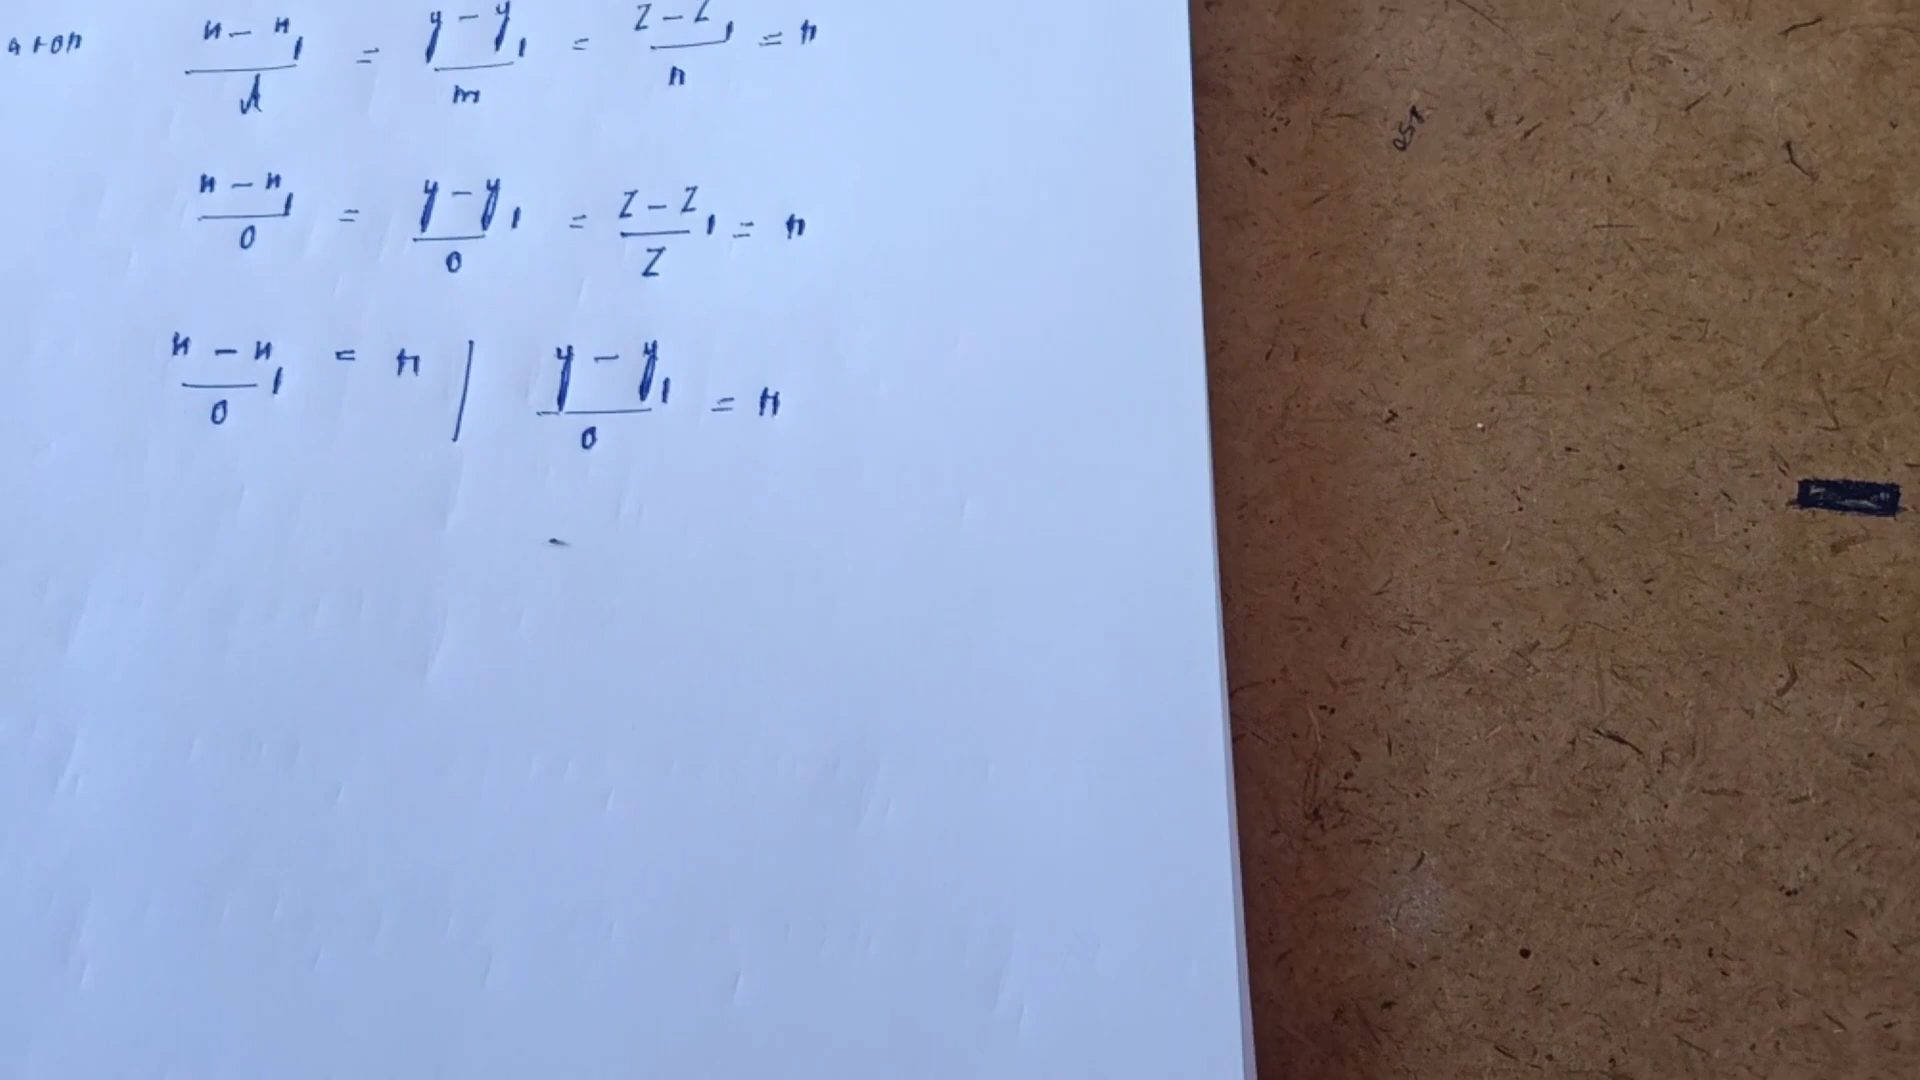 x - x₁ / l = y - y₁ / m = z - z₁ / n = r
x - x₁ / 0 = y - y₁ / 0 = z - z₁ / z = r
x - x₁ / 0 = r | y - y₁ / 0 = r